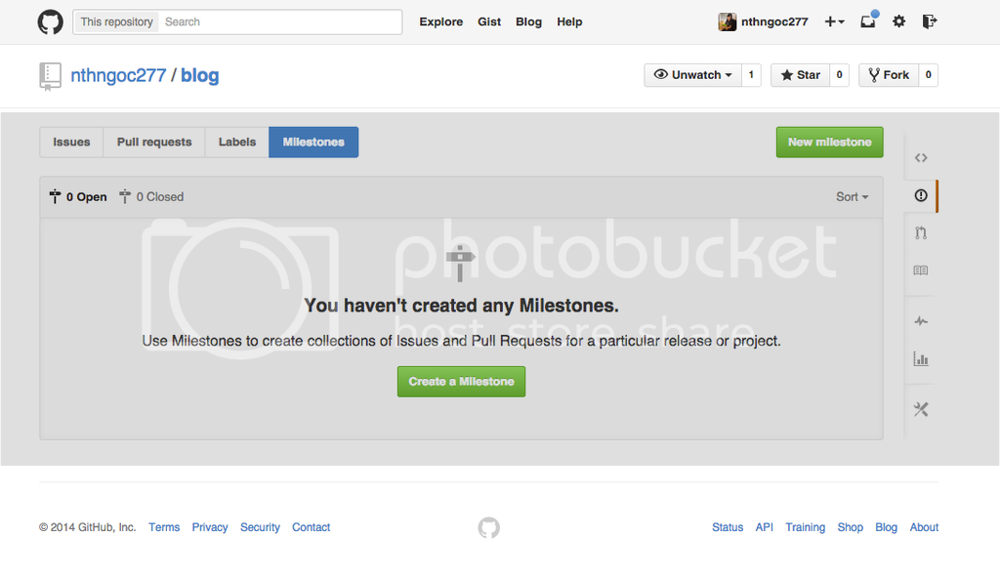 This repository Search Explore Gist Blog Help nthngoc277
nthngoc277 / blog Unwatch 1 Star 0 Fork 0
Issues Pull requests Labels Milestones New milestone
0 Open 0 Closed Sort
photobucket
You haven't created any Milestones.
host store share
Use Milestones to create collections of Issues and Pull Requests for a particular release or project.
Create a Milestone
© 2014 GitHub, Inc. Terms Privacy Security Contact Status API Training Shop Blog About